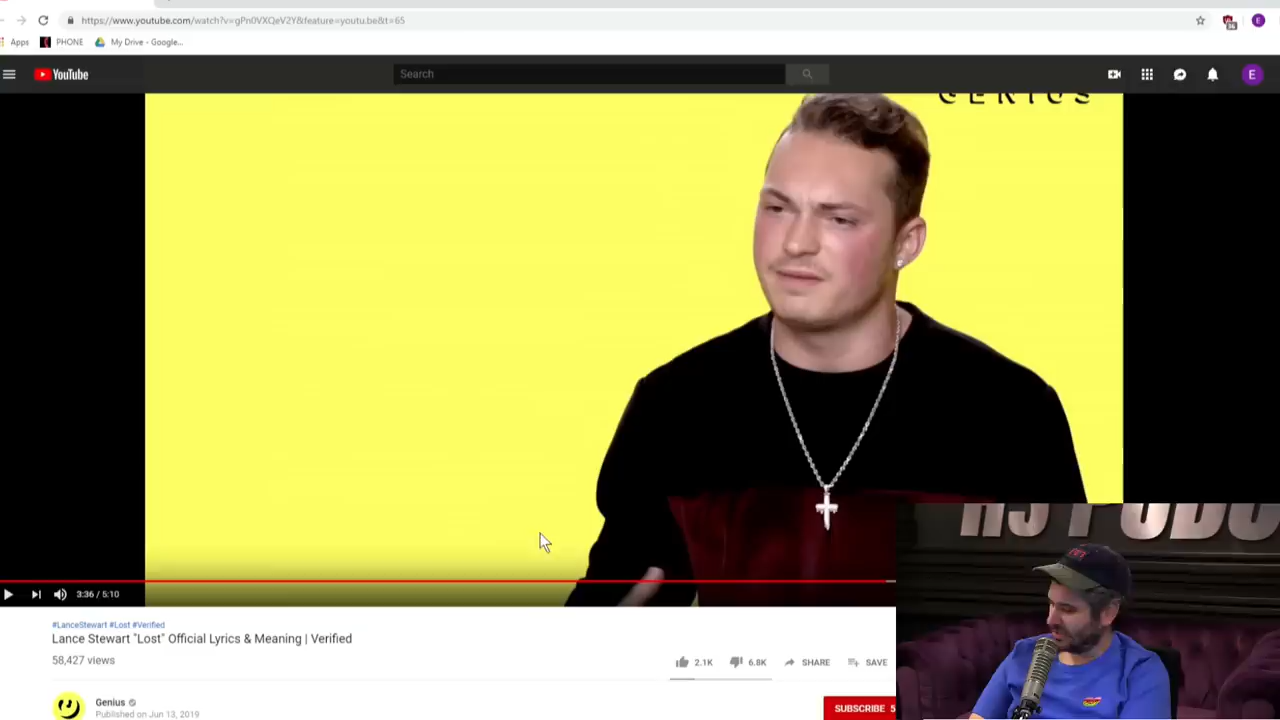 https://www.youtube.com/watch?v=gPn0VXQeV2Y&feature=youtu.be&t=65
Apps PHONE My Drive - Google...
YouTube
Search
E
GENIUS
3:36 / 5:10
#LanceStewart #Lost #Verified
Lance Stewart "Lost" Official Lyrics & Meaning | Verified
58,427 views
2.1K 6.8K SHARE SAVE
Genius
Published on Jun 13, 2019
SUBSCRIBE 5